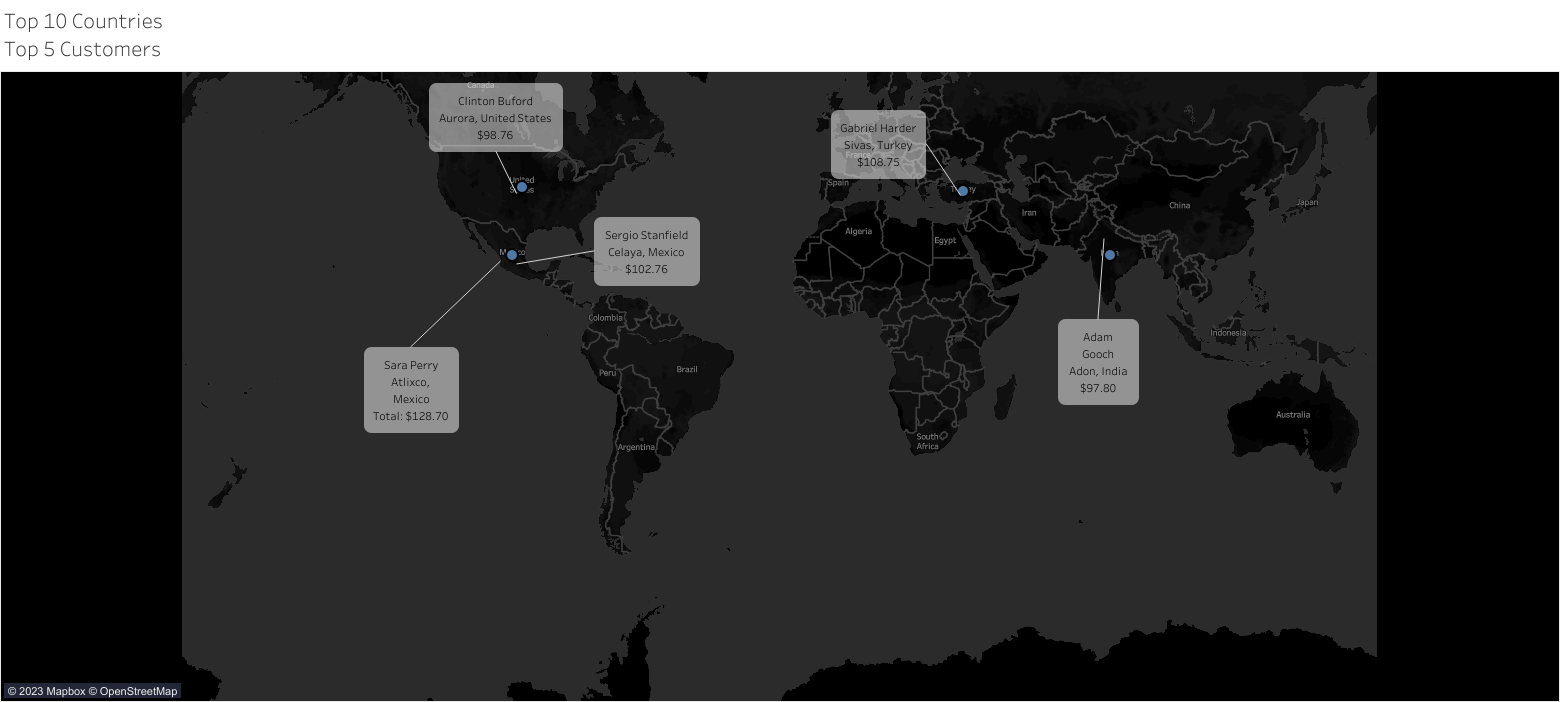 Top 10 Countries
Top 5 Customers
Canada
Clinton Buford
Aurora, United States
$98.76
United
Gabriel Harder
Sivas, Turkey
$108.75
France
Spain
Sergio Stanfield
Celaya, Mexico
$102.76
Sara Perry
Atlixco,
Mexico
Total: $128.70
Adam
Gooch
Adon, India
$97.80
Algeria
Egypt
Iran
China
Japan
Colombia
Peru
Brazil
Argentina
South
Africa
Indonesia
Australia
© 2023 Mapbox © OpenStreetMap